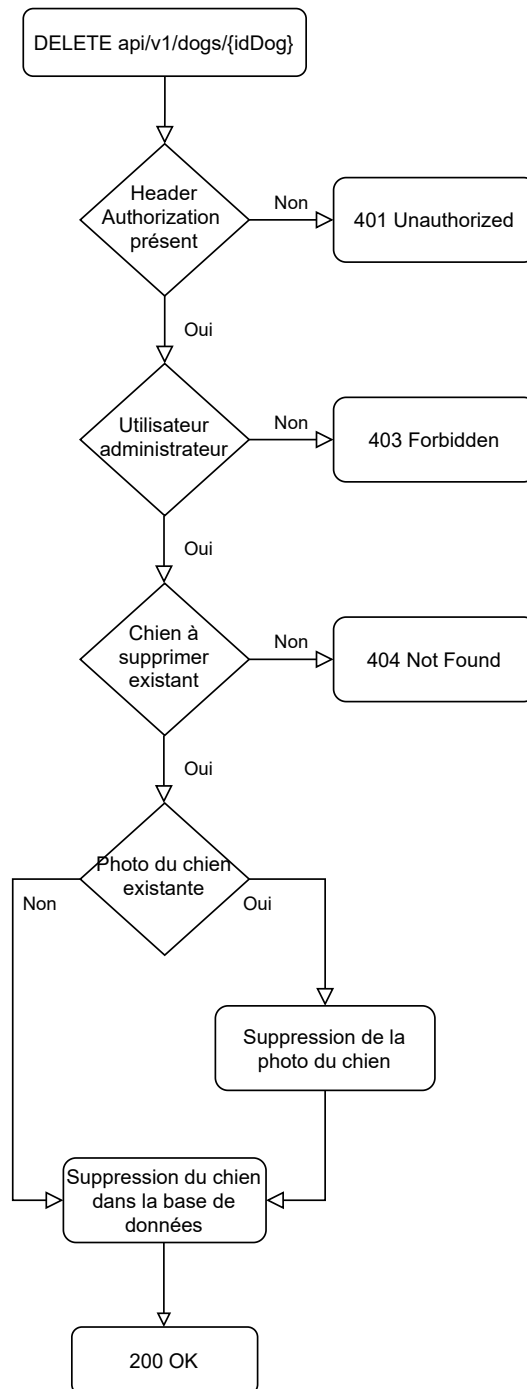 DELETE api/v1/dogs/{idDog}
Header
Authorization
présent
Non
401 Unauthorized
Oui
Utilisateur
administrateur
Non
403 Forbidden
Oui
Chien à
supprimer
existant
Non
404 Not Found
Oui
Photo du chien
existante
Non
Oui
Suppression de la
photo du chien
Suppression du chien
dans la base de
données
200 OK